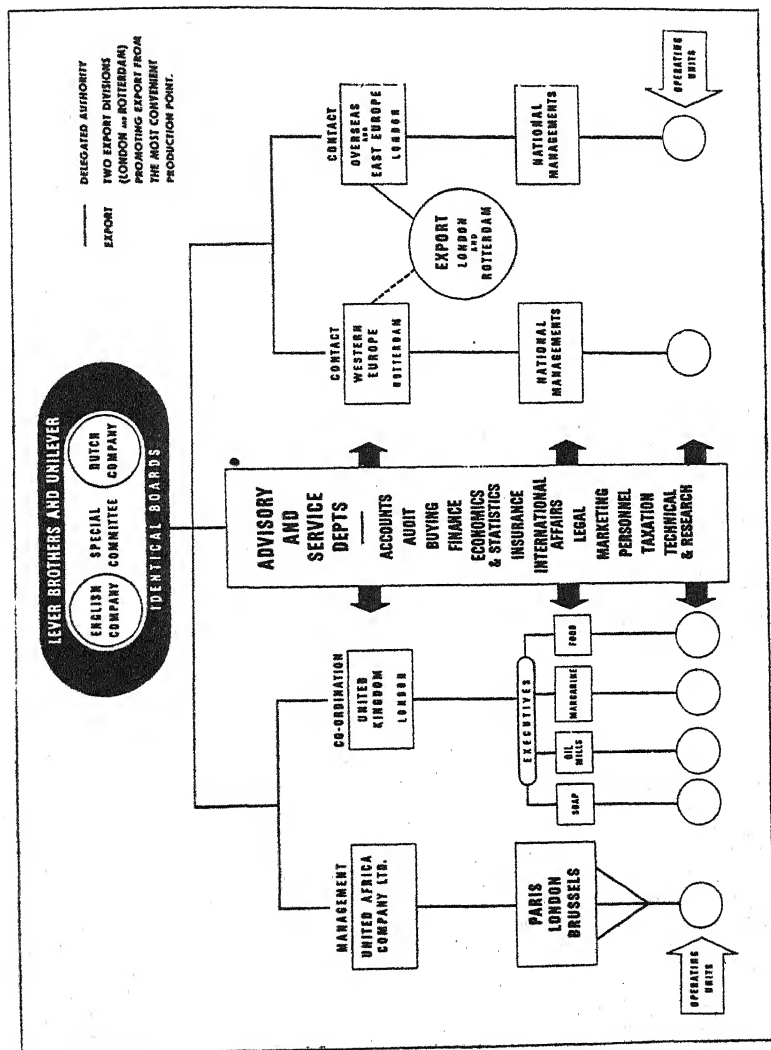 LEVER BROTHERS AND UNILEVER
ENGLISH
COMPANY
SPECIAL
COMMITTEE
DUTCH
COMPANY
IDENTICAL BOARDS
DELEGATED AUTHORITY
EXPORT
TWO EXPORT DIVISIONS
(LONDON AND ROTTERDAM)
PROMOTING EXPORT FROM
THE MOST CONVENIENT
PRODUCTION POINT.
MANAGEMENT
UNITED AFRICA
COMPANY LTD.
PARIS
LONDON
BRUSSELS
OPERATING
UNITS
CO-ORDINATION
UNITED
KINGDOM
LONDON
EXECUTIVES
SOAP
OIL
MILLS
MARGARINE
FOOD
ADVISORY
AND
SERVICE
DEPTS
ACCOUNTS
AUDIT
BUYING
FINANCE
ECONOMICS
& STATISTICS
INSURANCE
INTERNATIONAL
AFFAIRS
LEGAL
MARKETING
PERSONNEL
TAXATION
TECHNICAL
& RESEARCH
CONTACT
WESTERN
EUROPE
ROTTERDAM
NATIONAL
MANAGEMENTS
EXPORT
LONDON
AND
ROTTERDAM
CONTACT
OVERSEAS
AND
EAST EUROPE
LONDON
NATIONAL
MANAGEMENTS
OPERATING
UNITS